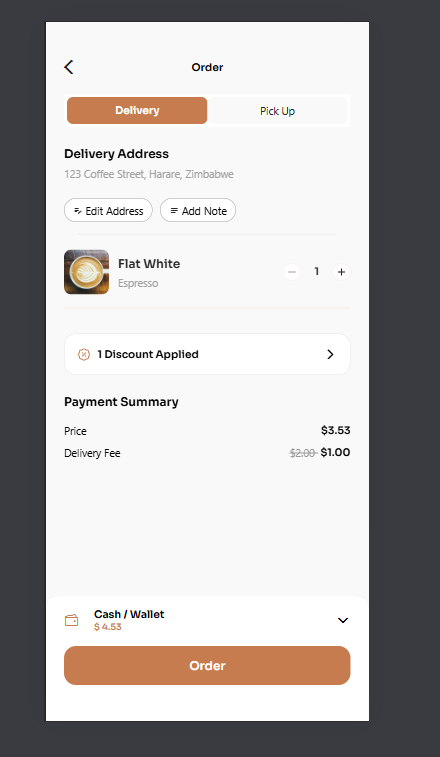 Order
Delivery
Pick Up
Delivery Address
123 Coffee Street, Harare, Zimbabwe
Edit Address
Add Note
Flat White
Espresso
1
1 Discount Applied
Payment Summary
Price $3.53
Delivery Fee $2.00 $1.00
Cash / Wallet
$ 4.53
Order